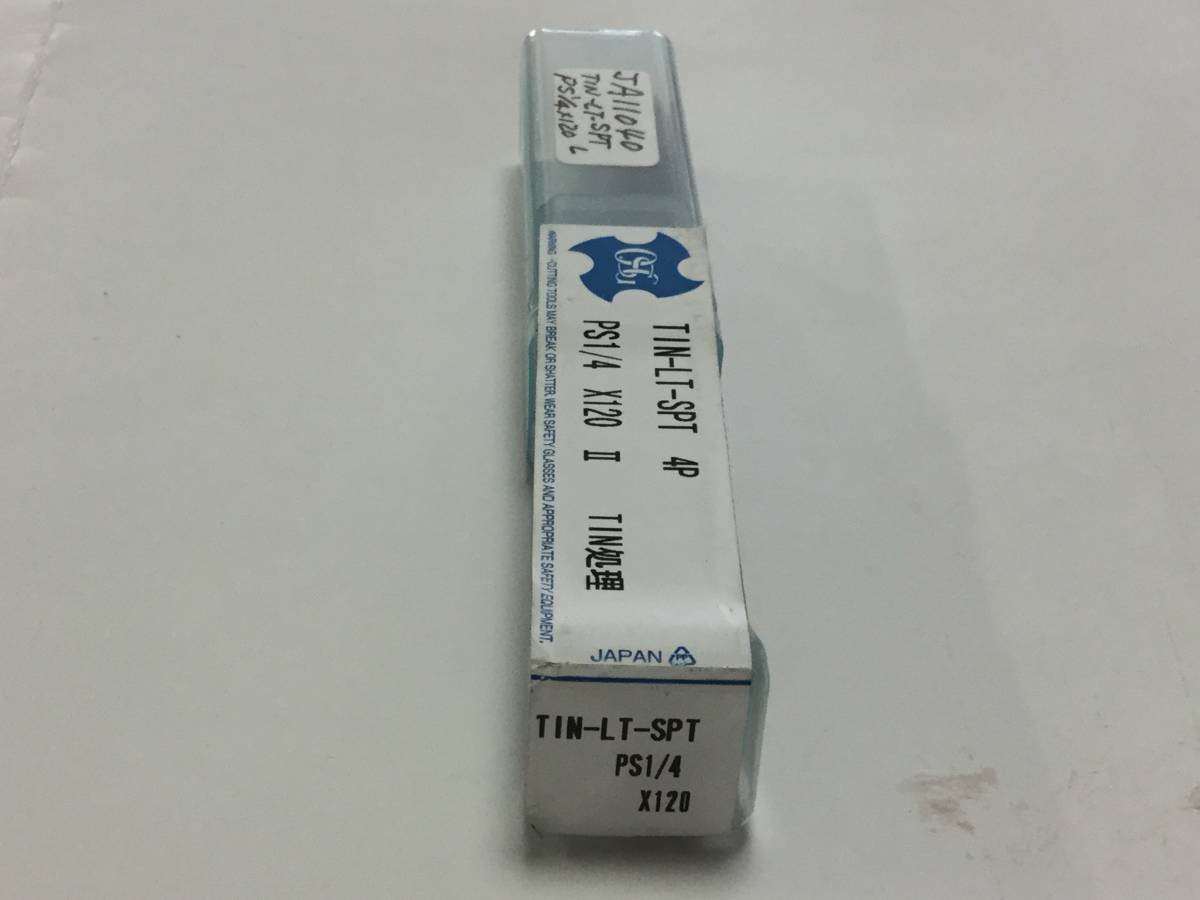 JA11040
TIN-LT-SPT
PS1/4X120 L
OSG
TIN-LT-SPT 4P
PS1/4 X120 II TIN処理
WARNING - CUTTING TOOLS MAY BREAK OR SHATTER. WEAR SAFETY GLASSES AND APPROPRIATE SAFETY EQUIPMENT.
JAPAN
TIN-LT-SPT
PS1/4
X120